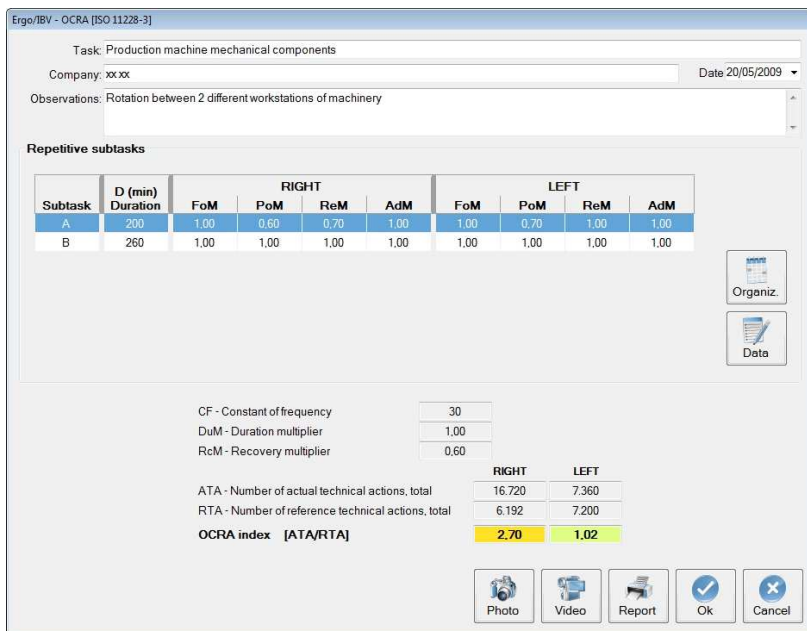 Ergo/IBV - OCRA [ISO 11228-3]
Task: Production machine mechanical components
Company: xx xx Date 20/05/2009
Observations: Rotation between 2 different workstations of machinery
Repetitive subtasks
RIGHT LEFT
Subtask D (min) Duration FoM PoM ReM AdM FoM PoM ReM AdM
A 200 1,00 0,60 0,70 1,00 1,00 0,70 1,00 1,00
B 260 1,00 1,00 1,00 1,00 1,00 1,00 1,00 1,00
Organiz.
Data
CF - Constant of frequency 30
DuM - Duration multiplier 1,00
RcM - Recovery multiplier 0,60
RIGHT LEFT
ATA - Number of actual technical actions, total 16.720 7.360
RTA - Number of reference technical actions, total 6.192 7.200
OCRA index [ATA/RTA] 2,70 1,02
Photo Video Report Ok Cancel